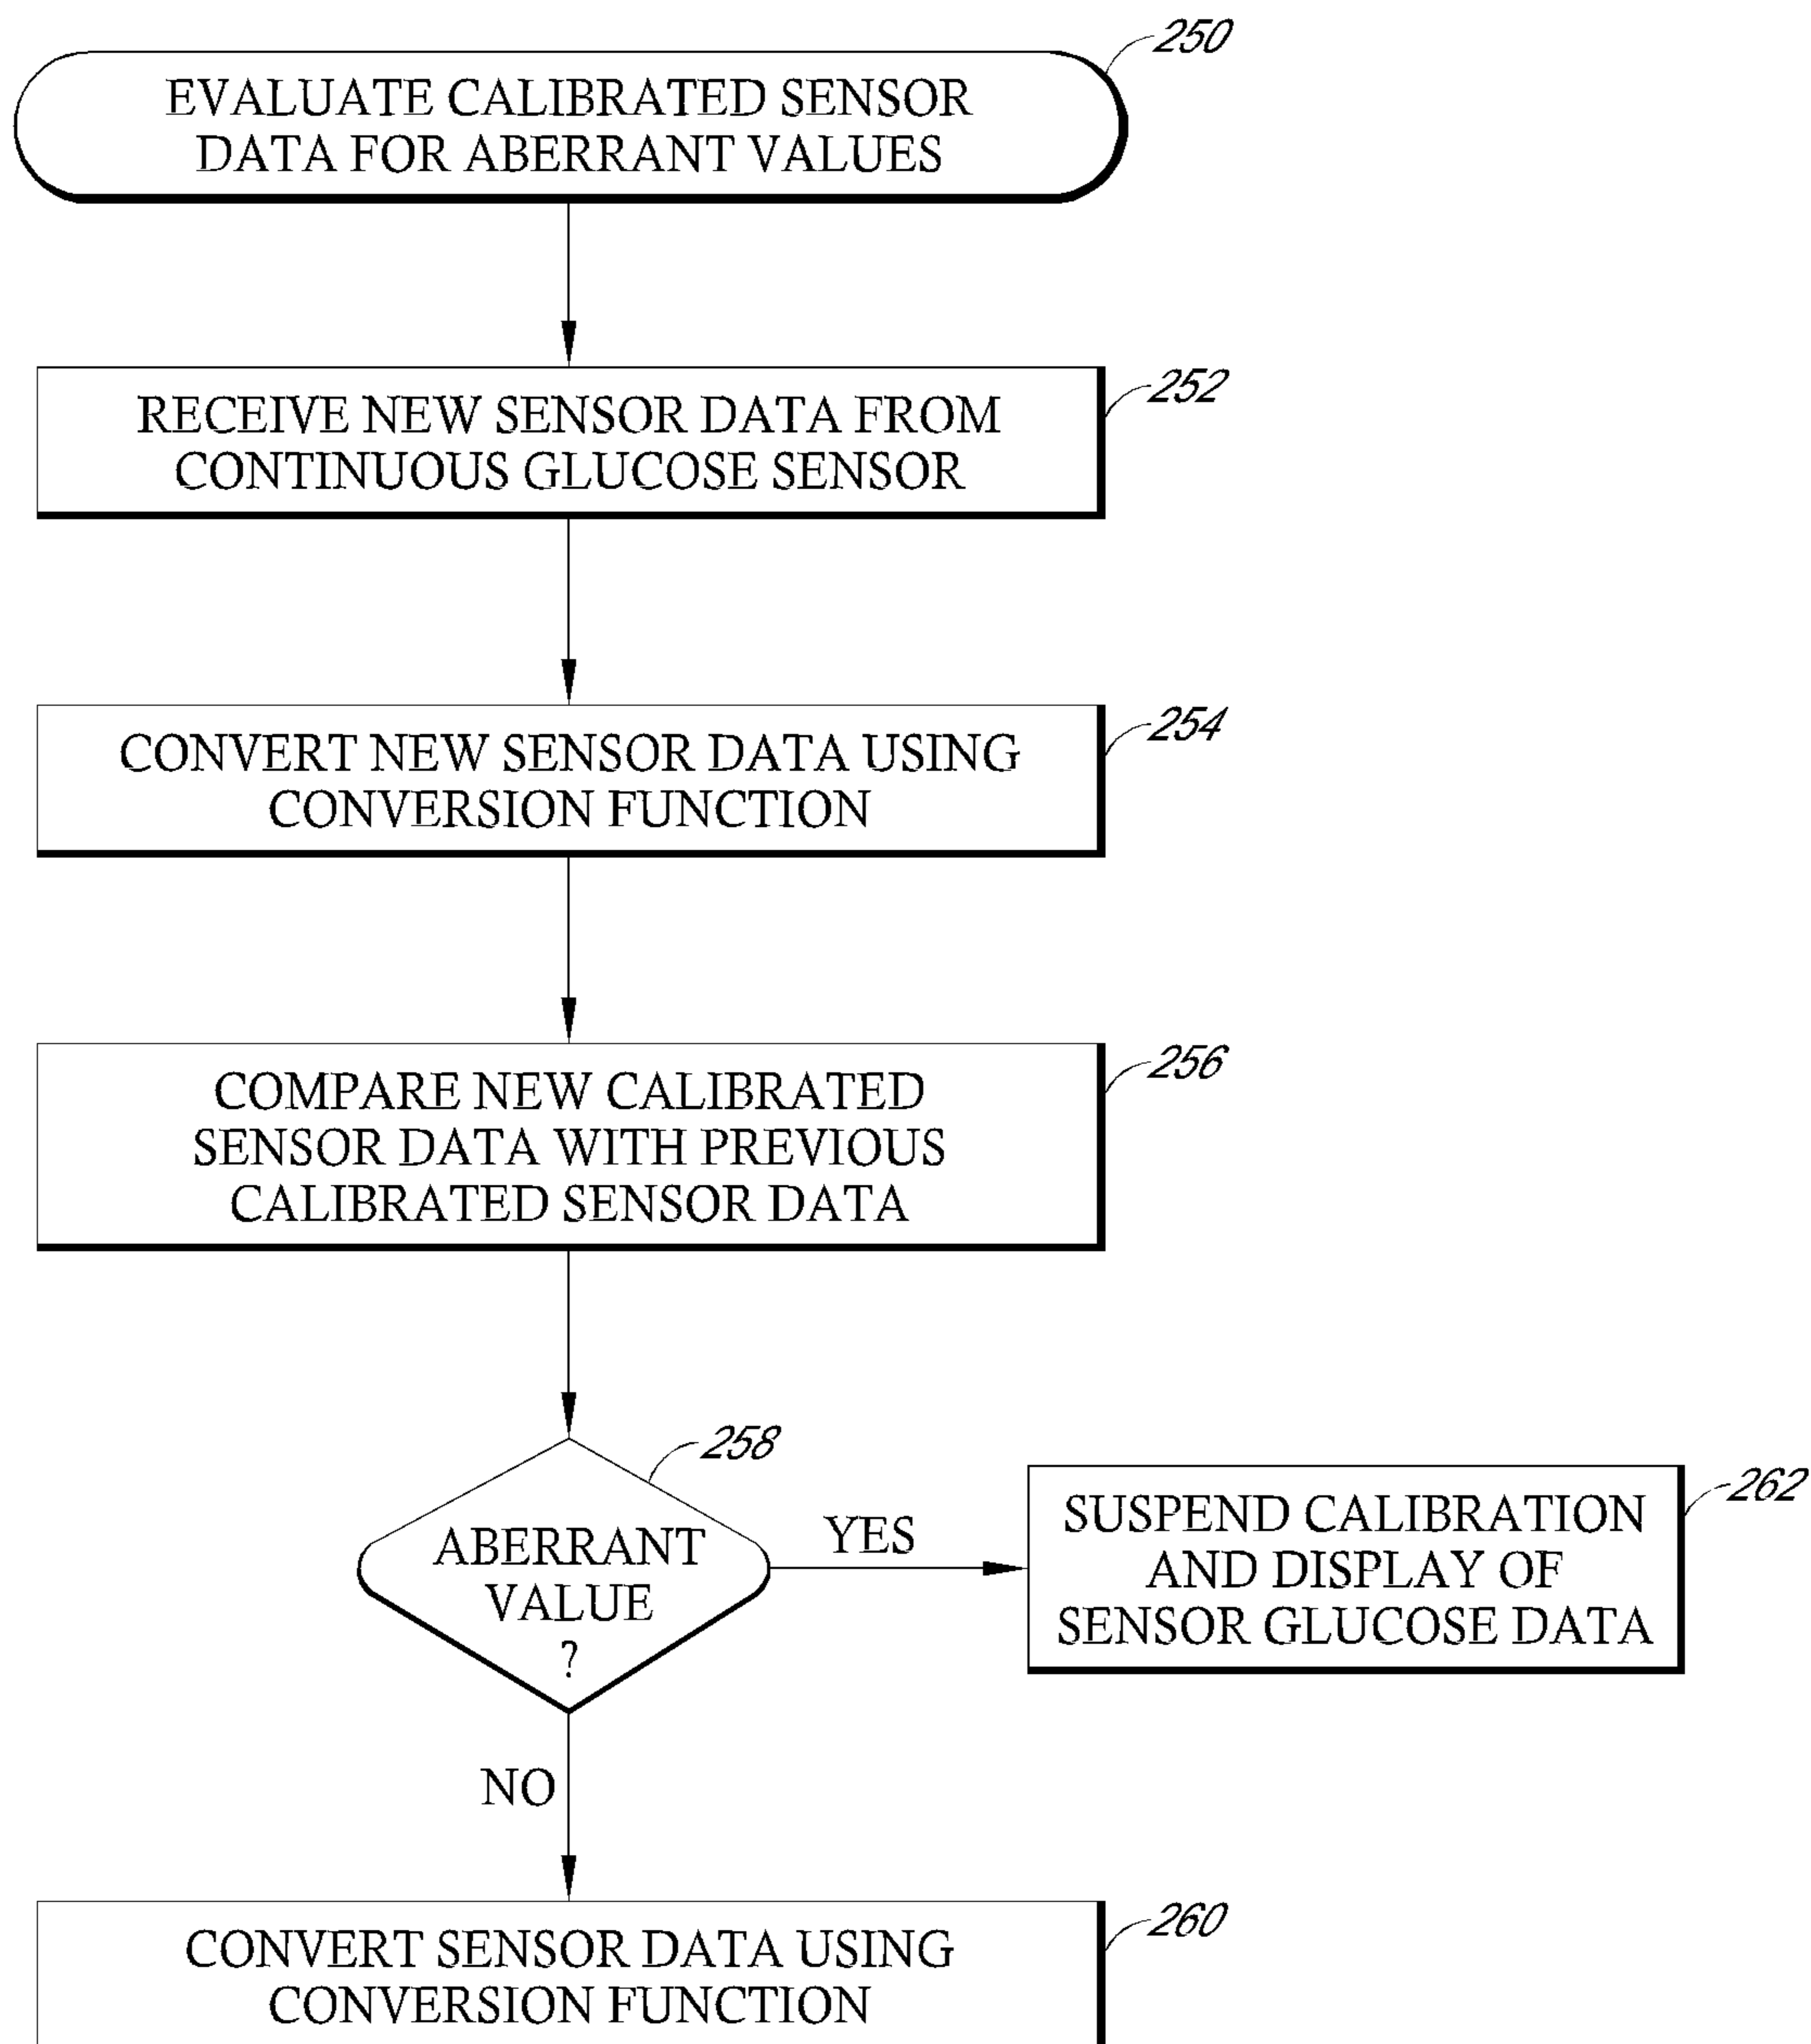 250
EVALUATE CALIBRATED SENSOR
DATA FOR ABERRANT VALUES
252
RECEIVE NEW SENSOR DATA FROM
CONTINUOUS GLUCOSE SENSOR
254
CONVERT NEW SENSOR DATA USING
CONVERSION FUNCTION
256
COMPARE NEW CALIBRATED
SENSOR DATA WITH PREVIOUS
CALIBRATED SENSOR DATA
258
ABERRANT
VALUE
?
YES
262
SUSPEND CALIBRATION
AND DISPLAY OF
SENSOR GLUCOSE DATA
NO
260
CONVERT SENSOR DATA USING
CONVERSION FUNCTION